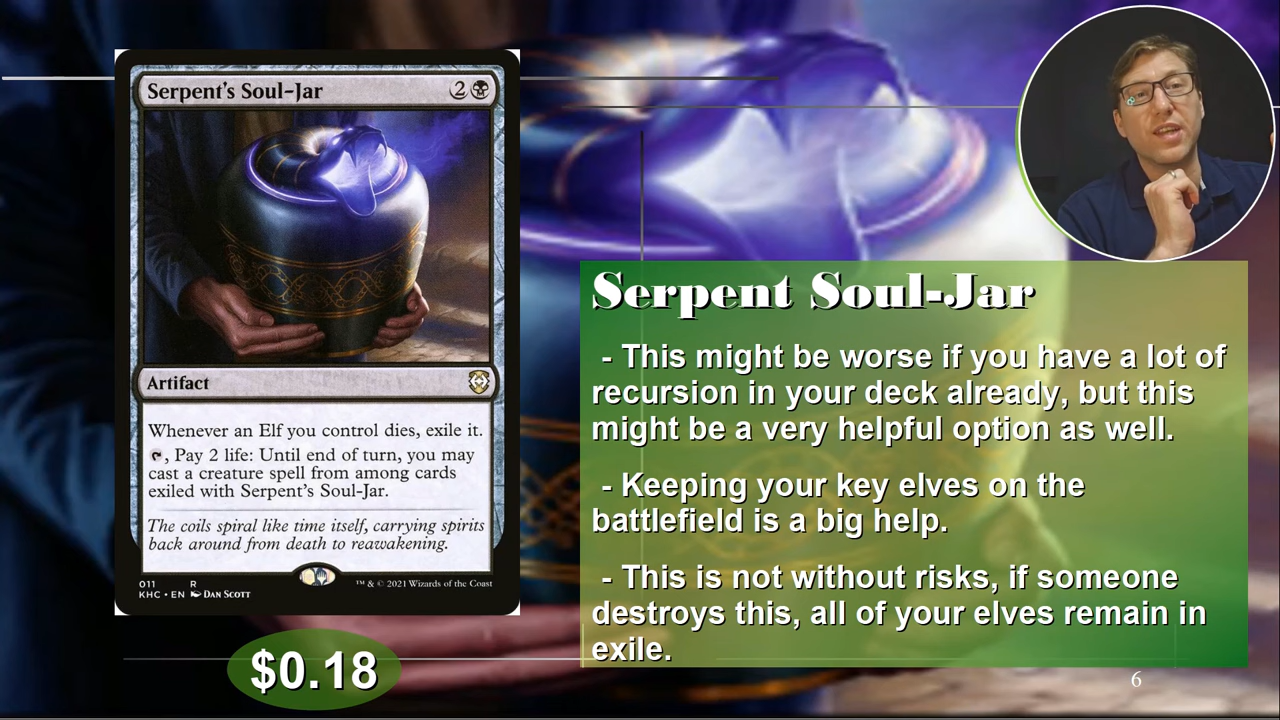 Serpent's Soul-Jar 2
Artifact
Whenever an Elf you control dies, exile it.
, Pay 2 life: Until end of turn, you may
cast a creature spell from among cards
exiled with Serpent's Soul-Jar.
The coils spiral like time itself, carrying spirits
back around from death to reawakening.
011 R
KHC • EN Dan Scott
™ & © 2021 Wizards of the Coast
$0.18
Serpent Soul-Jar
- This might be worse if you have a lot of
recursion in your deck already, but this
might be a very helpful option as well.
- Keeping your key elves on the
battlefield is a big help.
- This is not without risks, if someone
destroys this, all of your elves remain in
exile.
6